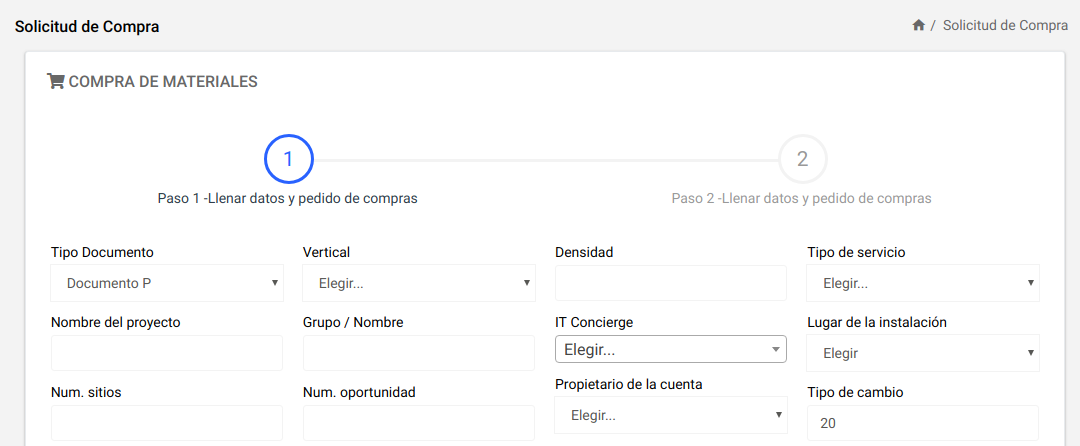 Solicitud de Compra
/ Solicitud de Compra
COMPRA DE MATERIALES
1
2
Paso 1 -Llenar datos y pedido de compras
Paso 2 -Llenar datos y pedido de compras
Tipo Documento
Vertical
Densidad
Tipo de servicio
Documento P
Elegir...
Elegir...
Nombre del proyecto
Grupo / Nombre
IT Concierge
Lugar de la instalación
Elegir...
Elegir
Num. sitios
Num. oportunidad
Propietario de la cuenta
Tipo de cambio
Elegir...
20